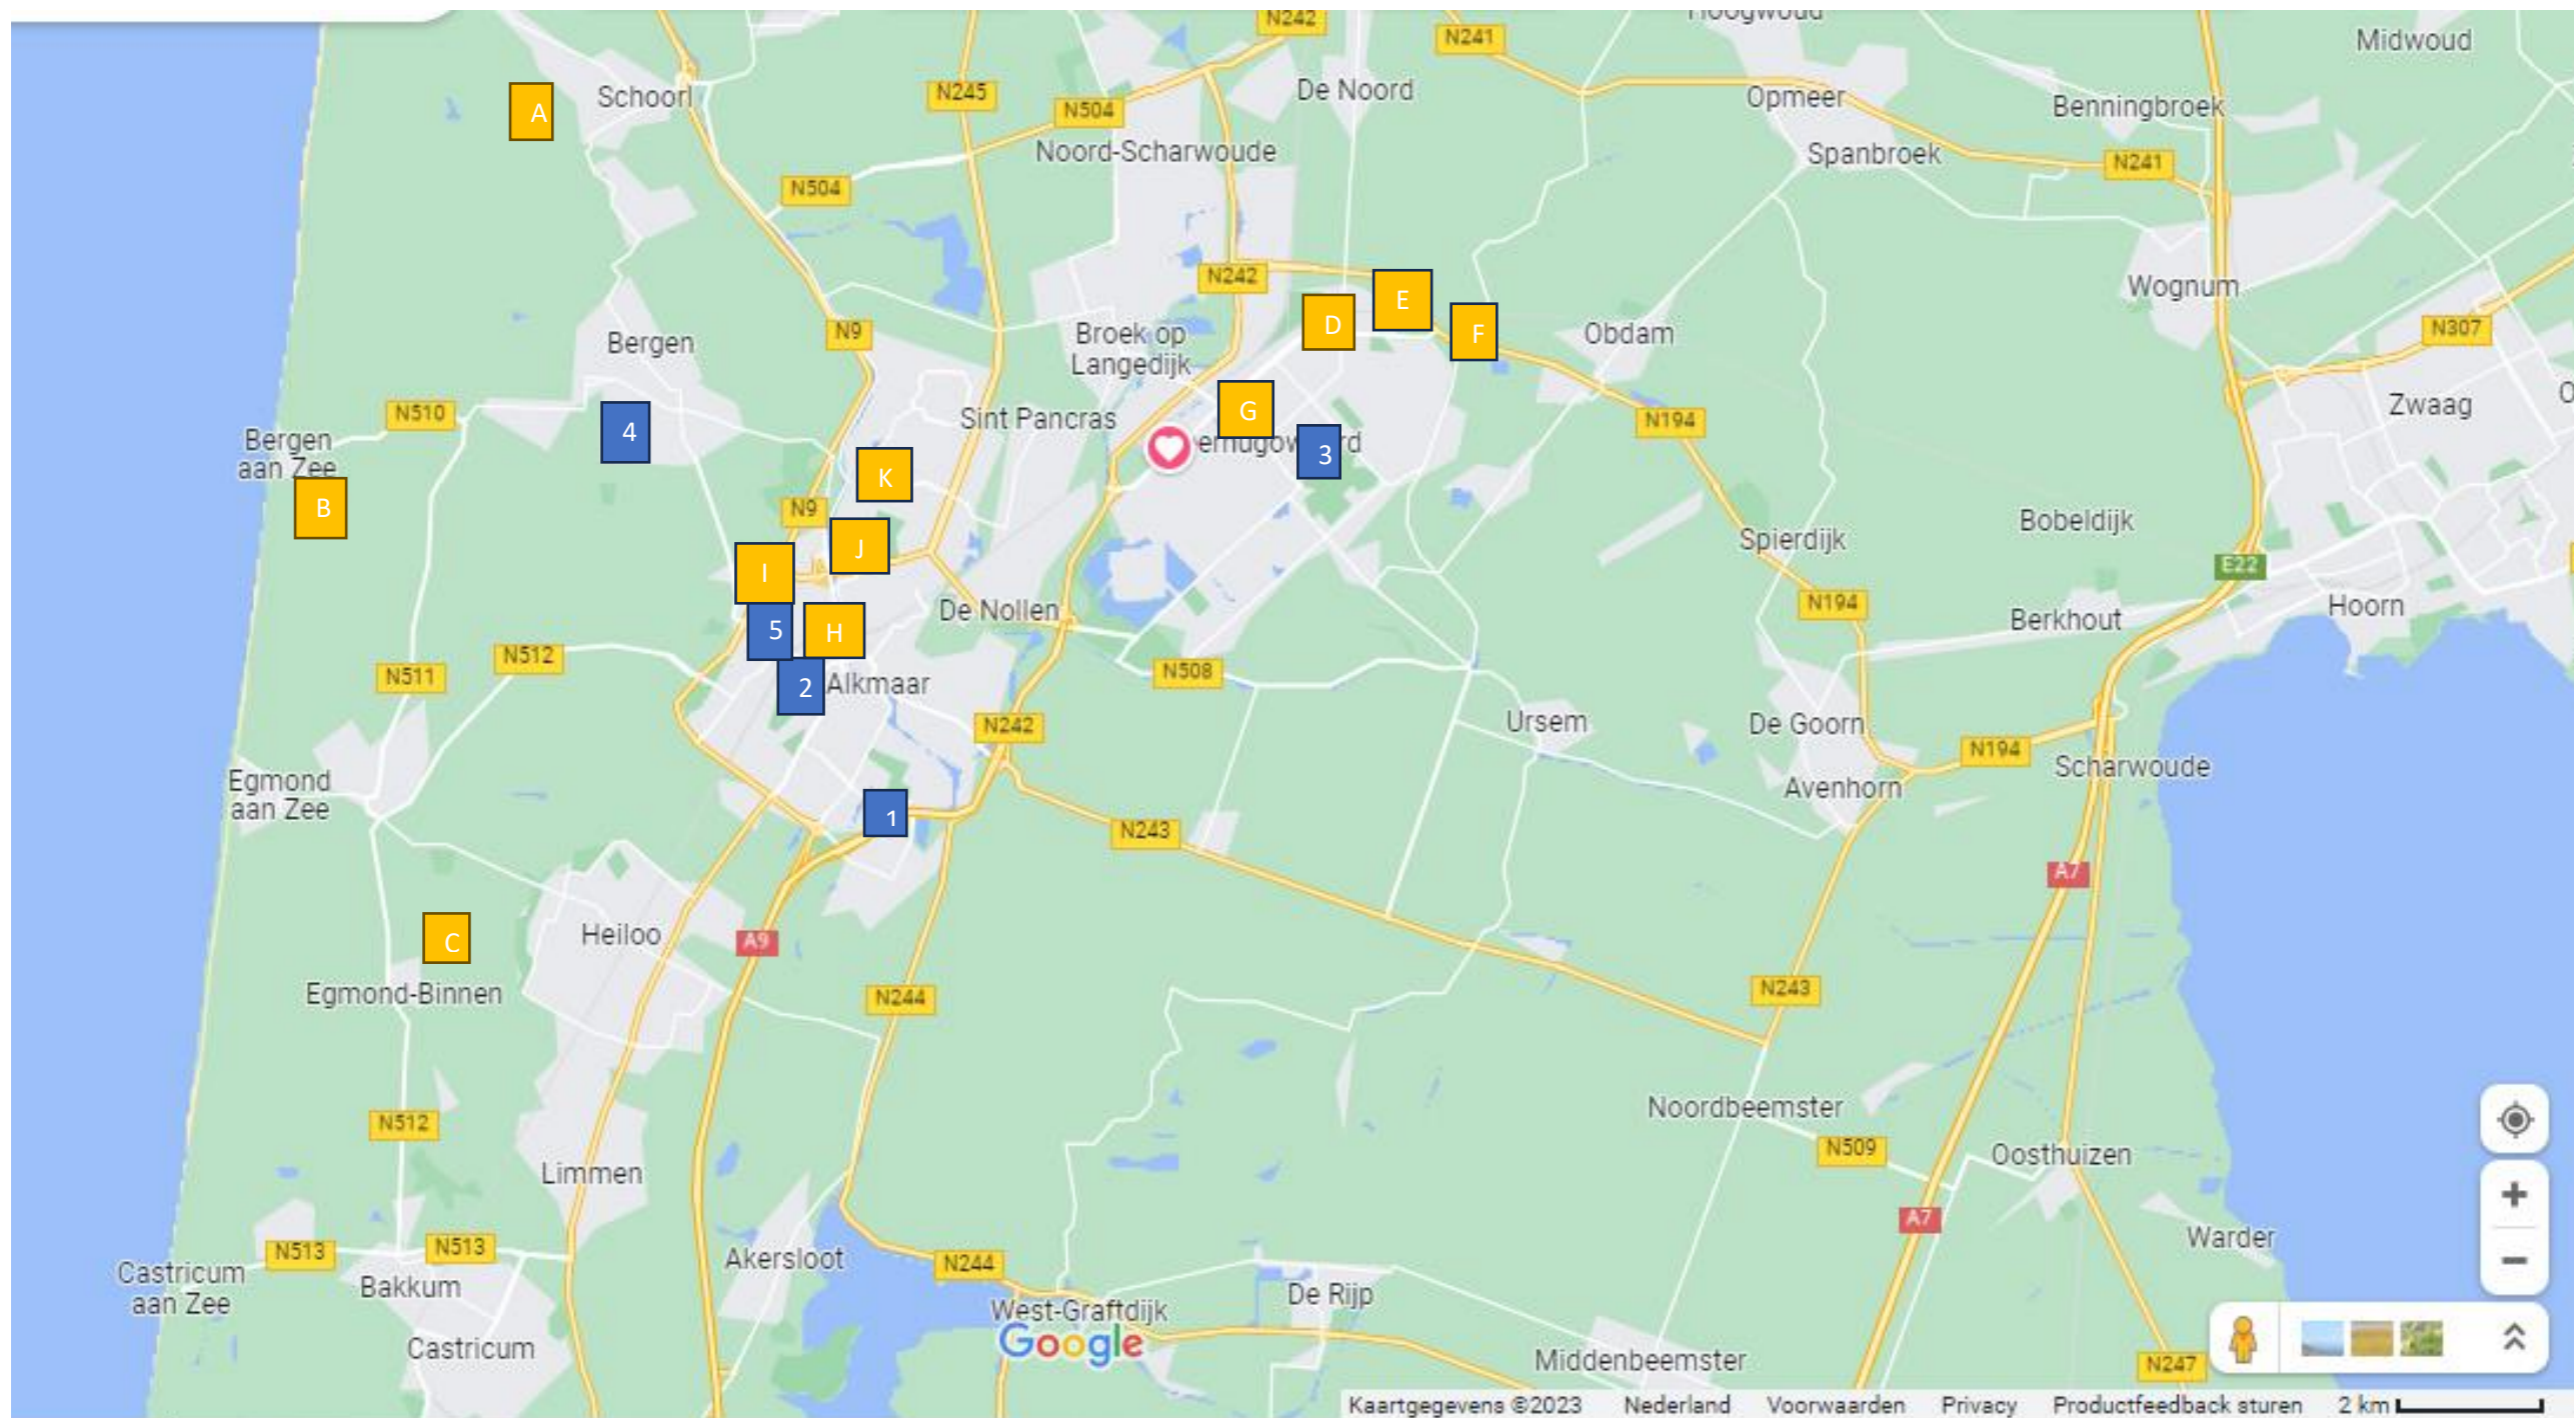 Hoogwoud
N242
N241
Midwoud
A
Schoorl
N245
N504
De Noord
Opmeer
Benningbroek
Noord-Scharwoude
Spanbroek
N241
N504
N242
E
Wognum
D
F
N9
Bergen
Broek op
Langedijk
Obdam
N307
N510
4
Sint Pancras
G
N194
Zwaag
Bergen
aan Zee
3
K
B
N9
J
Spierdijk
Bobeldijk
I
E22
5
H
De Nollen
N194
Berkhout
Hoorn
N512
N511
2
Alkmaar
N508
N242
Ursem
De Goorn
N194
Scharwoude
Egmond
aan Zee
Avenhorn
1
N243
A7
C
Heiloo
A9
Egmond-Binnen
N244
N243
N512
Noordbeemster
N509
Oosthuizen
Limmen
A7
Warder
N513
N513
Akersloot
N244
Castricum
aan Zee
Bakkum
De Rijp
West-Graftdijk
Google
Castricum
Middenbeemster
N247
Kaartgegevens ©2023 Nederland Voorwaarden Privacy Productfeedback sturen 2 km